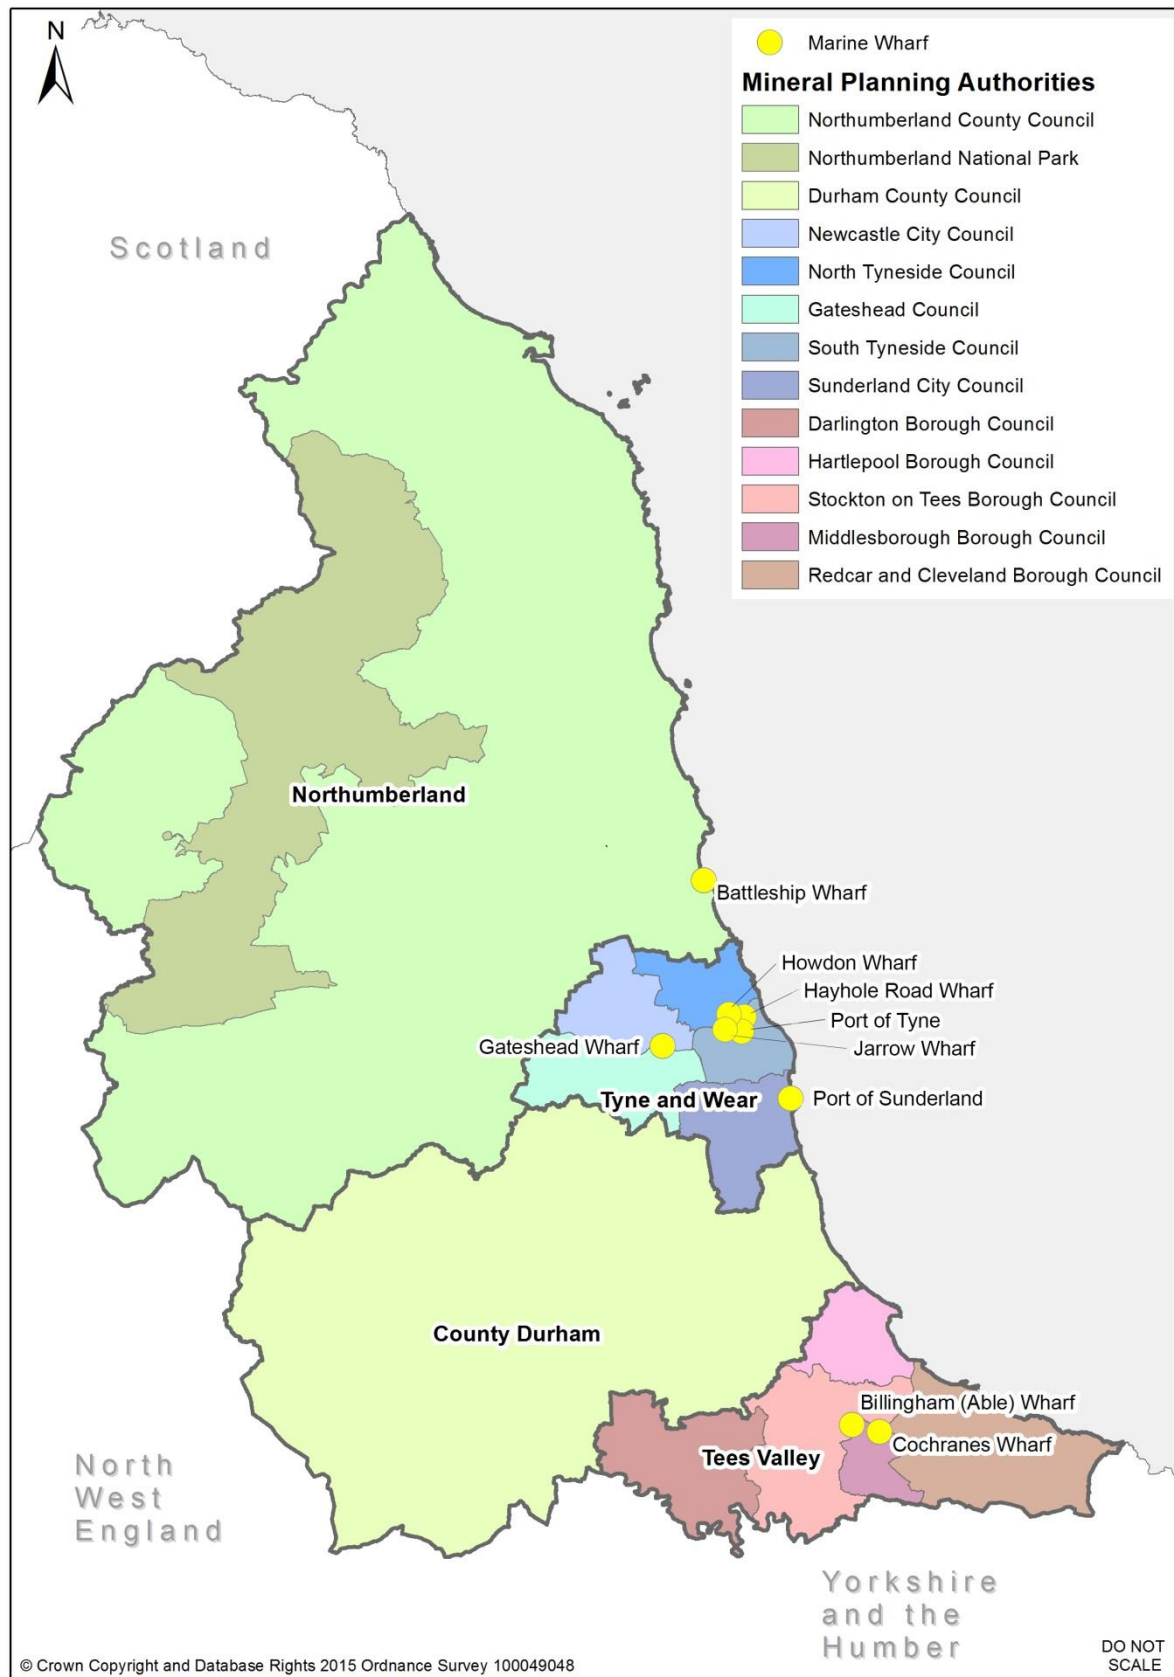 N
Marine Wharf
Mineral Planning Authorities
Northumberland County Council
Northumberland National Park
Durham County Council
Newcastle City Council
North Tyneside Council
Gateshead Council
South Tyneside Council
Sunderland City Council
Darlington Borough Council
Hartlepool Borough Council
Stockton on Tees Borough Council
Middlesborough Borough Council
Redcar and Cleveland Borough Council
Scotland
Northumberland
Battleship Wharf
Howdon Wharf
Hayhole Road Wharf
Port of Tyne
Jarrow Wharf
Gateshead Wharf
Tyne and Wear
Port of Sunderland
County Durham
Billingham (Able) Wharf
Cochranes Wharf
Tees Valley
North
West
England
Yorkshire
and the
Humber
DO NOT
SCALE
© Crown Copyright and Database Rights 2015 Ordnance Survey 100049048